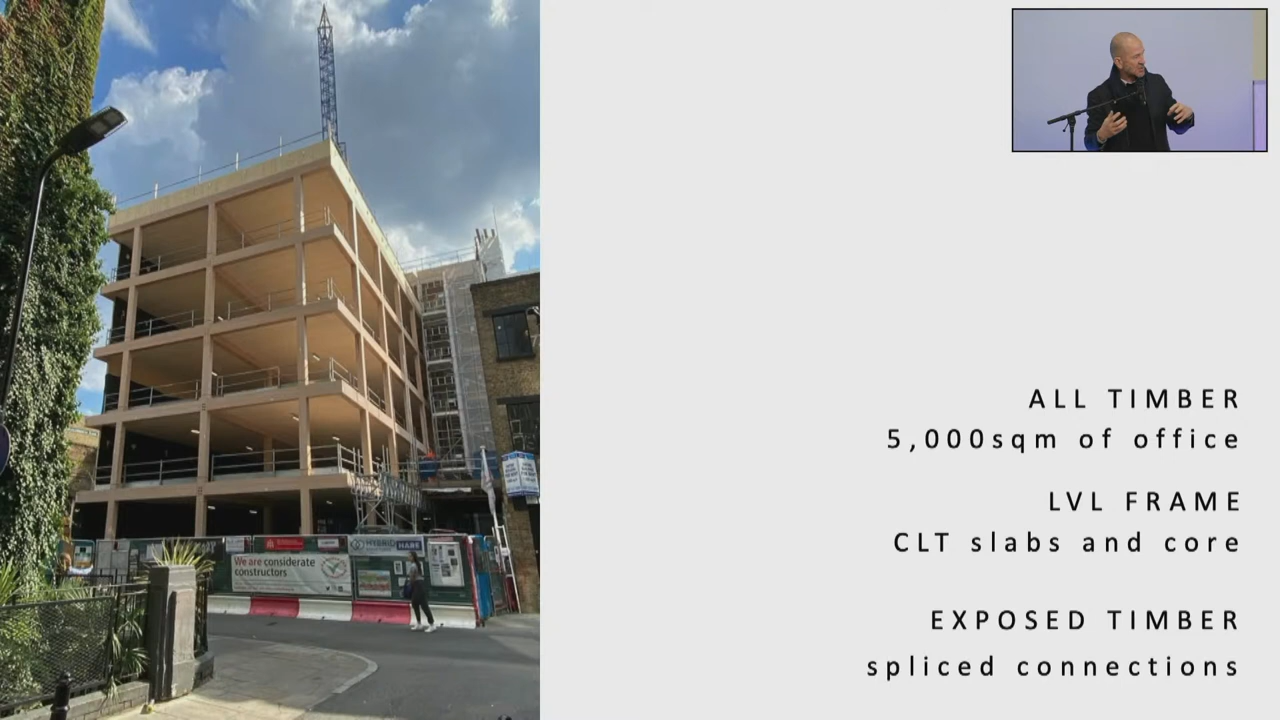 We are considerate
constructors
HYBRID HARE
ALL TIMBER
5,000sqm of office
LVL FRAME
CLT slabs and core
EXPOSED TIMBER
spliced connections